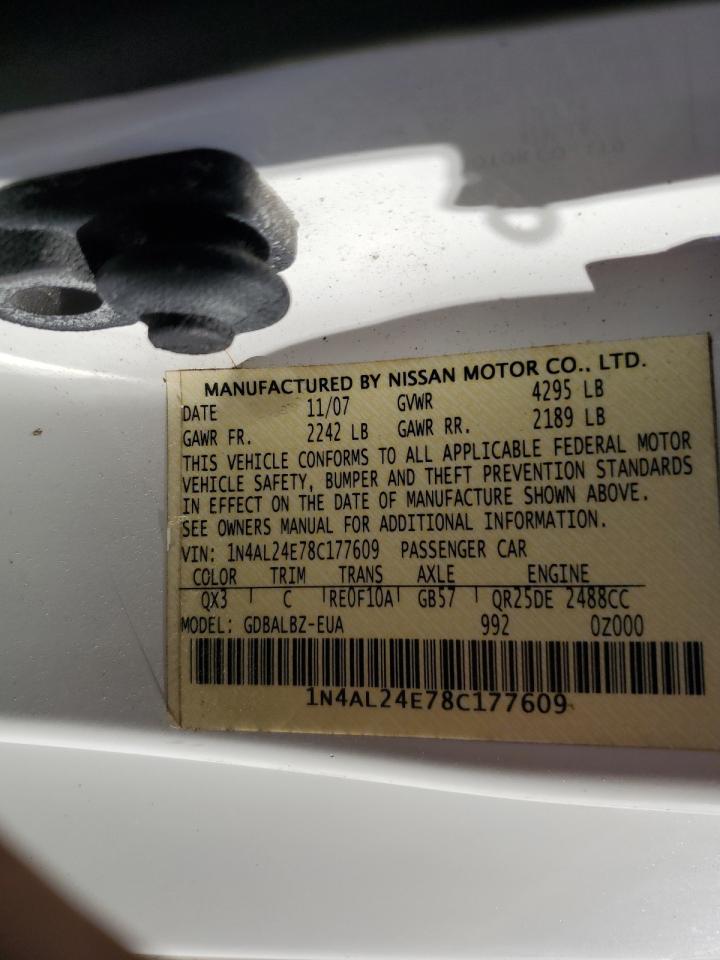 OTOR CO., LTD
MANUFACTURED BY NISSAN MOTOR CO., LTD.
DATE 11/07 GVWR 4295 LB
GAWR FR. 2242 LB GAWR RR. 2189 LB
THIS VEHICLE CONFORMS TO ALL APPLICABLE FEDERAL MOTOR
VEHICLE SAFETY, BUMPER AND THEFT PREVENTION STANDARDS
IN EFFECT ON THE DATE OF MANUFACTURE SHOWN ABOVE.
SEE OWNERS MANUAL FOR ADDITIONAL INFORMATION.
VIN: 1N4AL24E78C177609 PASSENGER CAR
COLOR TRIM TRANS AXLE ENGINE
QX3 C RE0F10A GB57 QR25DE 2488CC
MODEL: GDBALBZ-EUA 992 0Z000
1N4AL24E78C177609